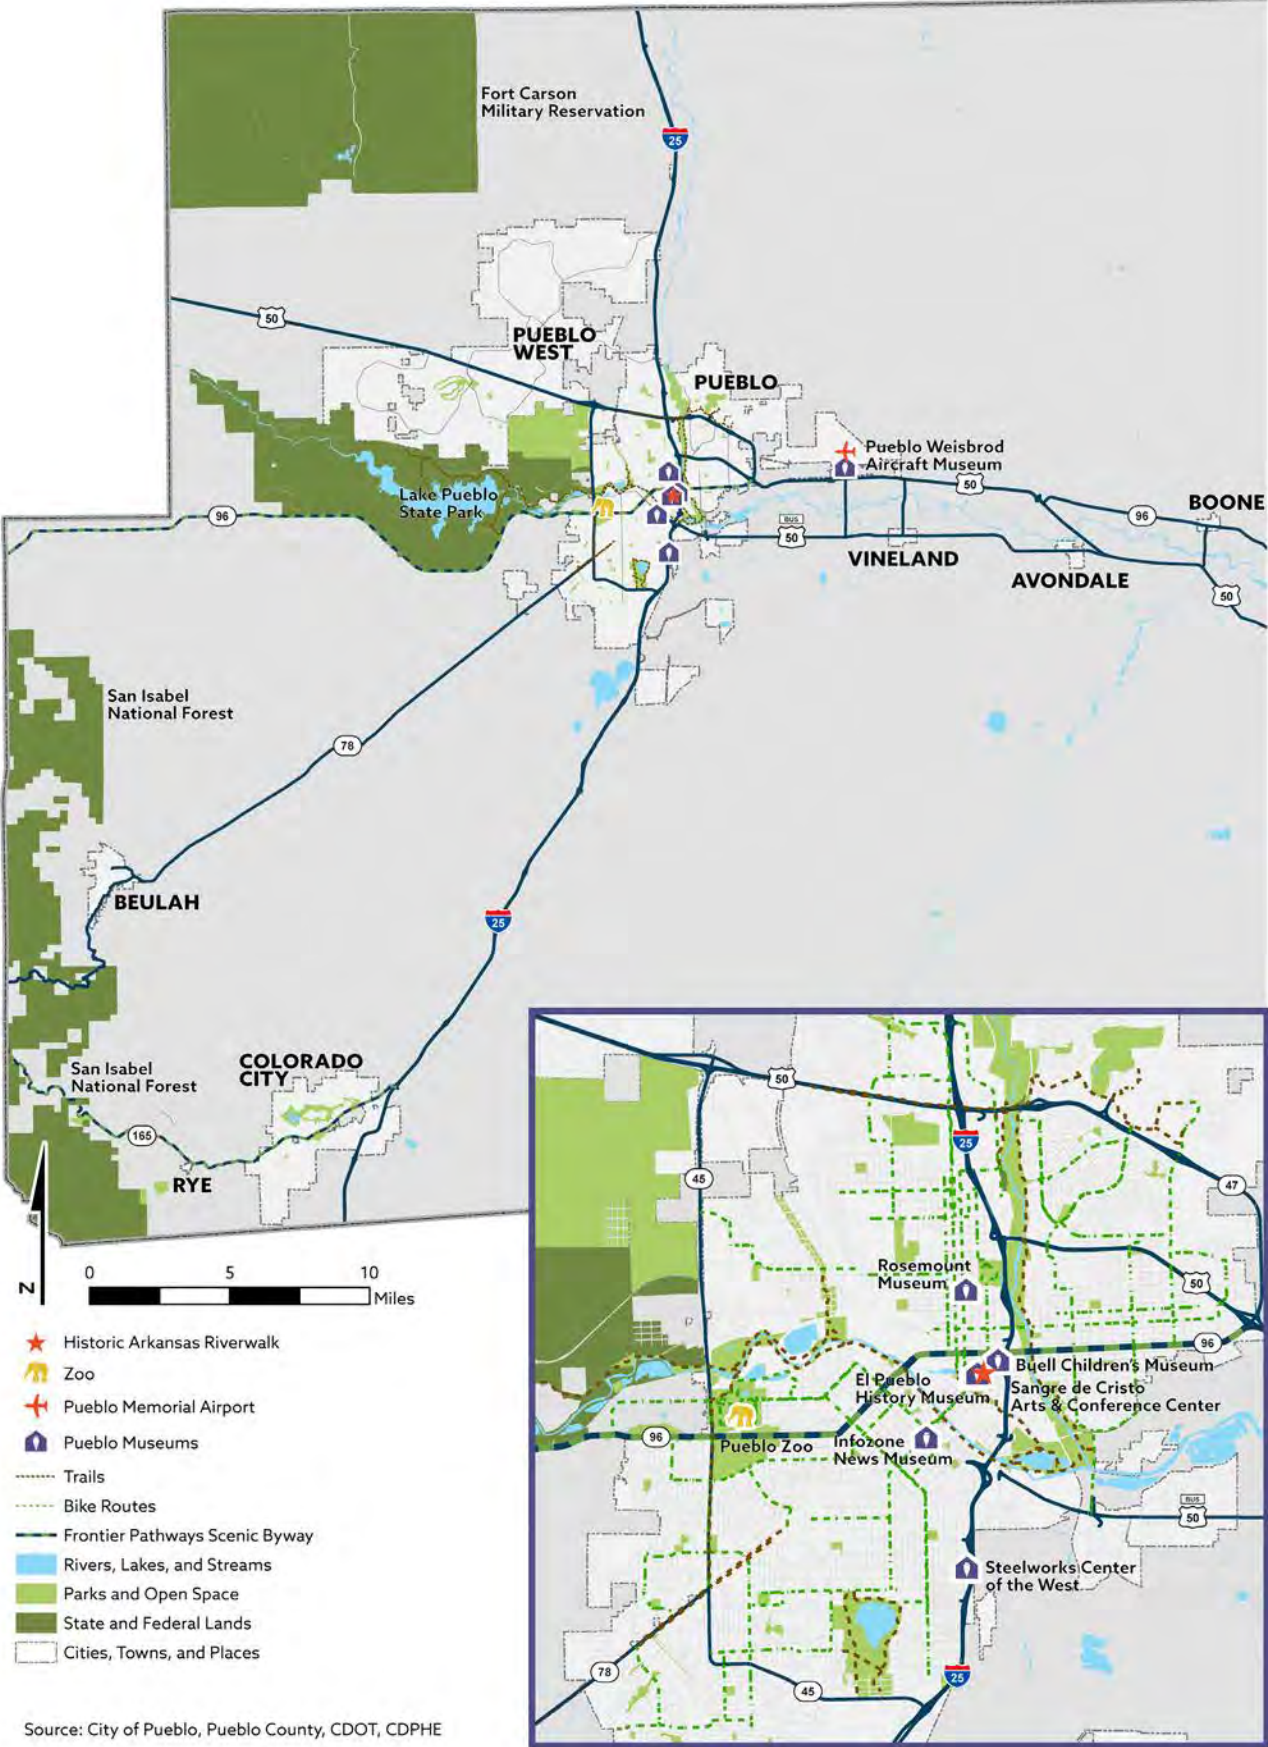 Fort Carson
Military Reservation
25
50
PUEBLO
WEST
PUEBLO
Pueblo Weisbrod
Aircraft Museum
50
BOONE
96
Lake Pueblo
State Park
96
BUS
50
VINELAND
AVONDALE
50
San Isabel
National Forest
78
BEULAH
25
San Isabel
National Forest
COLORADO
CITY
165
RYE
N
0 5 10
Miles
Historic Arkansas Riverwalk
Zoo
Pueblo Memorial Airport
Pueblo Museums
Trails
Bike Routes
Frontier Pathways Scenic Byway
Rivers, Lakes, and Streams
Parks and Open Space
State and Federal Lands
Cities, Towns, and Places
Source: City of Pueblo, Pueblo County, CDOT, CDPHE
50
25
45
47
Rosemount
Museum
50
96
Buell Children's Museum
El Pueblo
History Museum
Sangre de Cristo
Arts & Conference Center
96
Pueblo Zoo
Infozone
News Museum
BUS
50
Steelworks Center
of the West
78
45
25